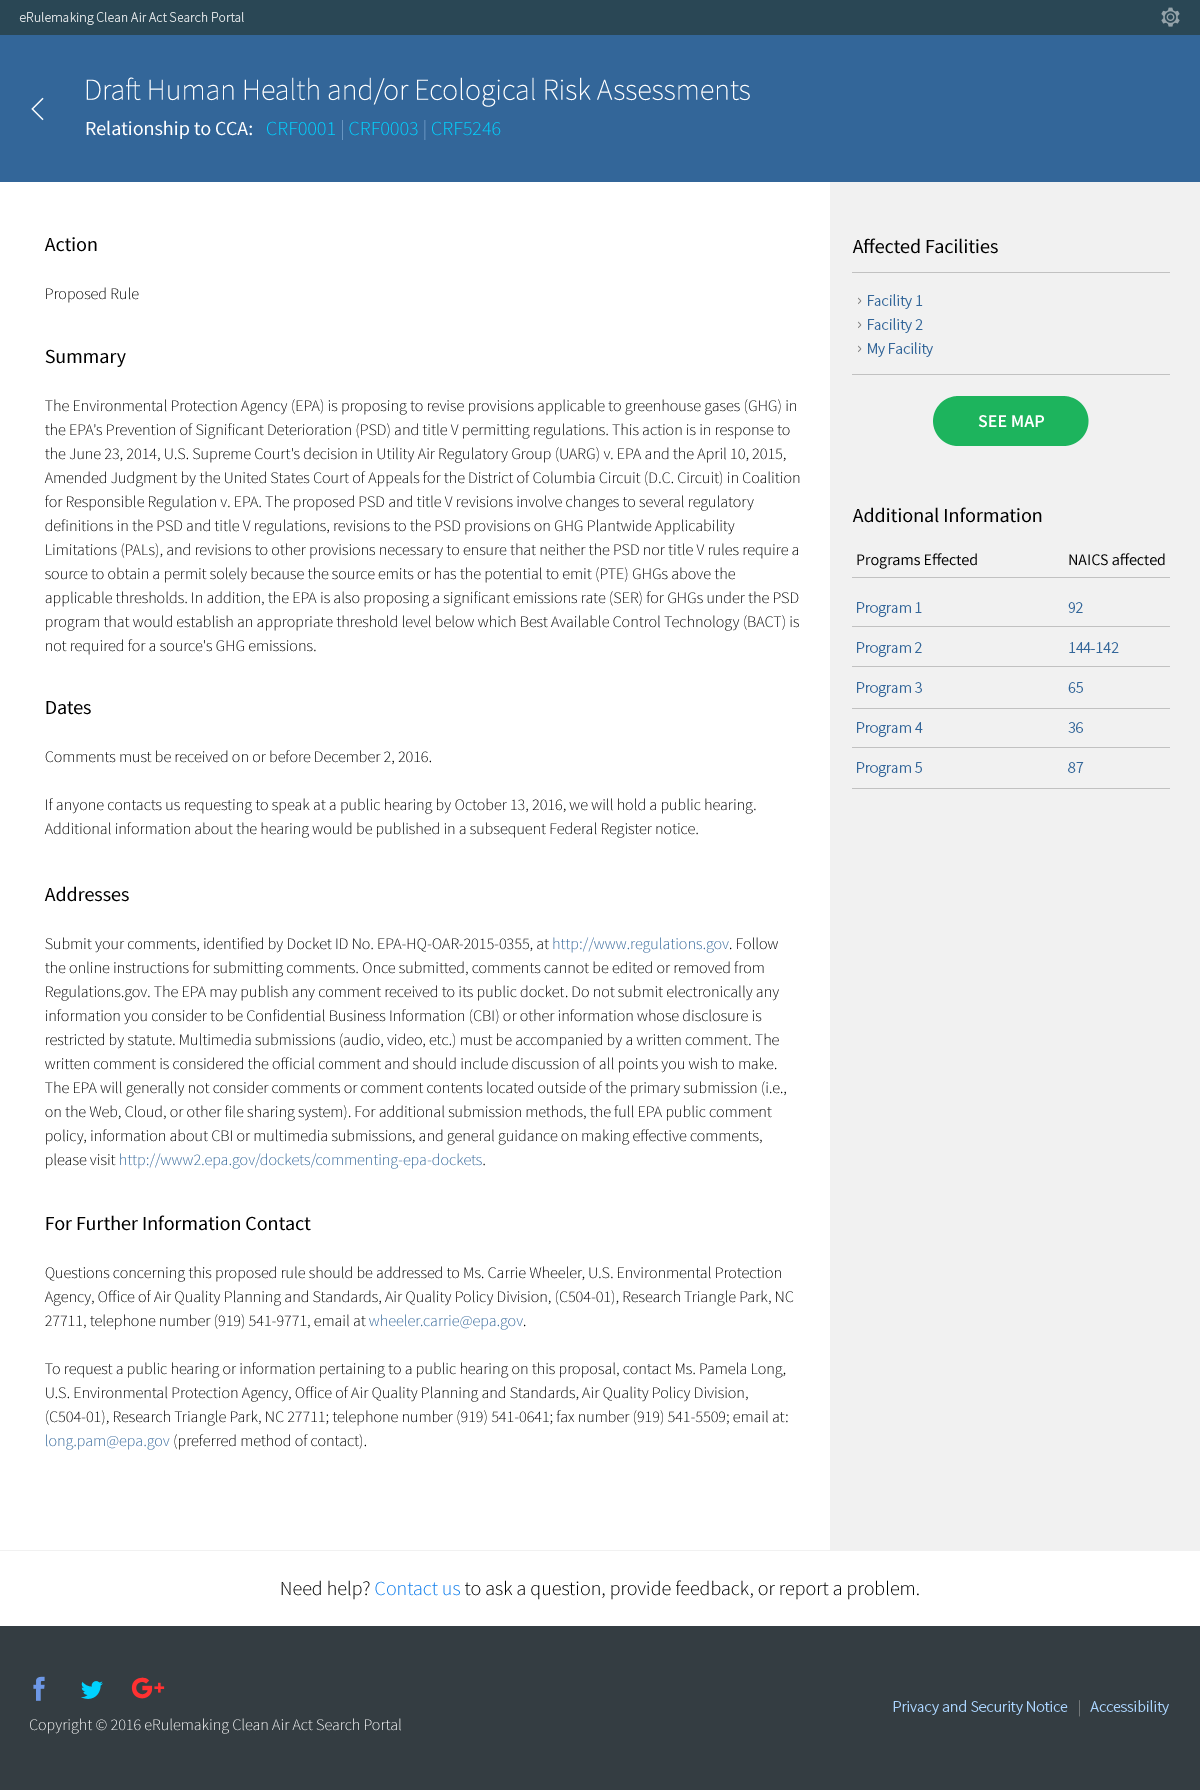 eRulemaking Clean Air Act Search Portal
Draft Human Health and/or Ecological Risk Assessments
Relationship to CCA: CRF0001 | CRF0003 | CRF5246
Action
Proposed Rule
Summary
The Environmental Protection Agency (EPA) is proposing to revise provisions applicable to greenhouse gases (GHG) in
the EPA's Prevention of Significant Deterioration (PSD) and title V permitting regulations. This action is in response to
the June 23, 2014, U.S. Supreme Court's decision in Utility Air Regulatory Group (UARG) v. EPA and the April 10, 2015,
Amended Judgment by the United States Court of Appeals for the District of Columbia Circuit (D.C. Circuit) in Coalition
for Responsible Regulation v. EPA. The proposed PSD and title V revisions involve changes to several regulatory
definitions in the PSD and title V regulations, revisions to the PSD provisions on GHG Plantwide Applicability
Limitations (PALs), and revisions to other provisions necessary to ensure that neither the PSD nor title V rules require a
source to obtain a permit solely because the source emits or has the potential to emit (PTE) GHGs above the
applicable thresholds. In addition, the EPA is also proposing a significant emissions rate (SER) for GHGs under the PSD
program that would establish an appropriate threshold level below which Best Available Control Technology (BACT) is
not required for a source's GHG emissions.
Dates
Comments must be received on or before December 2, 2016.
If anyone contacts us requesting to speak at a public hearing by October 13, 2016, we will hold a public hearing.
Additional information about the hearing would be published in a subsequent Federal Register notice.
Addresses
Submit your comments, identified by Docket ID No. EPA-HQ-OAR-2015-0355, at http://www.regulations.gov. Follow
the online instructions for submitting comments. Once submitted, comments cannot be edited or removed from
Regulations.gov. The EPA may publish any comment received to its public docket. Do not submit electronically any
information you consider to be Confidential Business Information (CBI) or other information whose disclosure is
restricted by statute. Multimedia submissions (audio, video, etc.) must be accompanied by a written comment. The
written comment is considered the official comment and should include discussion of all points you wish to make.
The EPA will generally not consider comments or comment contents located outside of the primary submission (i.e.,
on the Web, Cloud, or other file sharing system). For additional submission methods, the full EPA public comment
policy, information about CBI or multimedia submissions, and general guidance on making effective comments,
please visit http://www2.epa.gov/dockets/commenting-epa-dockets.
For Further Information Contact
Questions concerning this proposed rule should be addressed to Ms. Carrie Wheeler, U.S. Environmental Protection
Agency, Office of Air Quality Planning and Standards, Air Quality Policy Division, (C504-01), Research Triangle Park, NC
27711, telephone number (919) 541-9771, email at wheeler.carrie@epa.gov.
To request a public hearing or information pertaining to a public hearing on this proposal, contact Ms. Pamela Long,
U.S. Environmental Protection Agency, Office of Air Quality Planning and Standards, Air Quality Policy Division,
(C504-01), Research Triangle Park, NC 27711; telephone number (919) 541-0641; fax number (919) 541-5509; email at:
long.pam@epa.gov (preferred method of contact).
Affected Facilities
› Facility 1
› Facility 2
› My Facility
SEE MAP
Additional Information
Programs Effected NAICS affected
Program 1 92
Program 2 144-142
Program 3 65
Program 4 36
Program 5 87
Need help? Contact us to ask a question, provide feedback, or report a problem.
Copyright © 2016 eRulemaking Clean Air Act Search Portal
Privacy and Security Notice | Accessibility